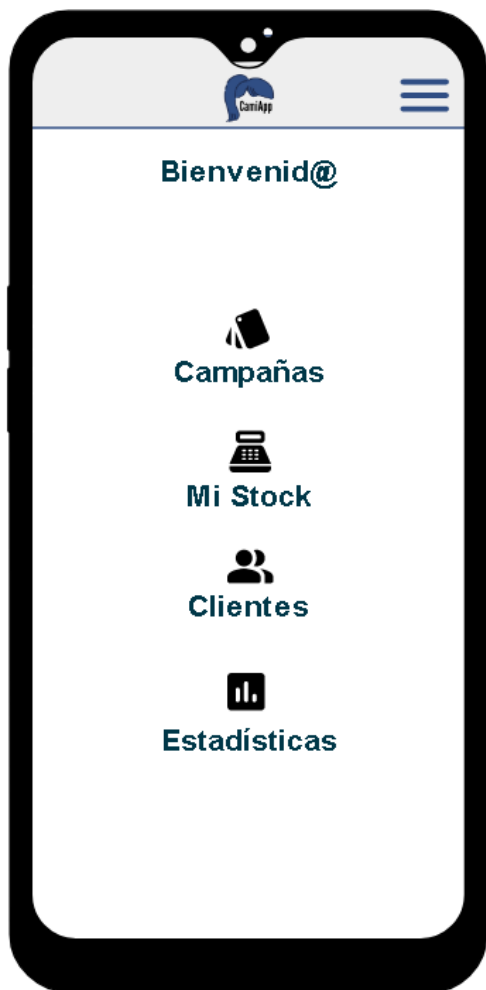 CamiApp
Bienvenid@
Campañas
Mi Stock
Clientes
Estadísticas